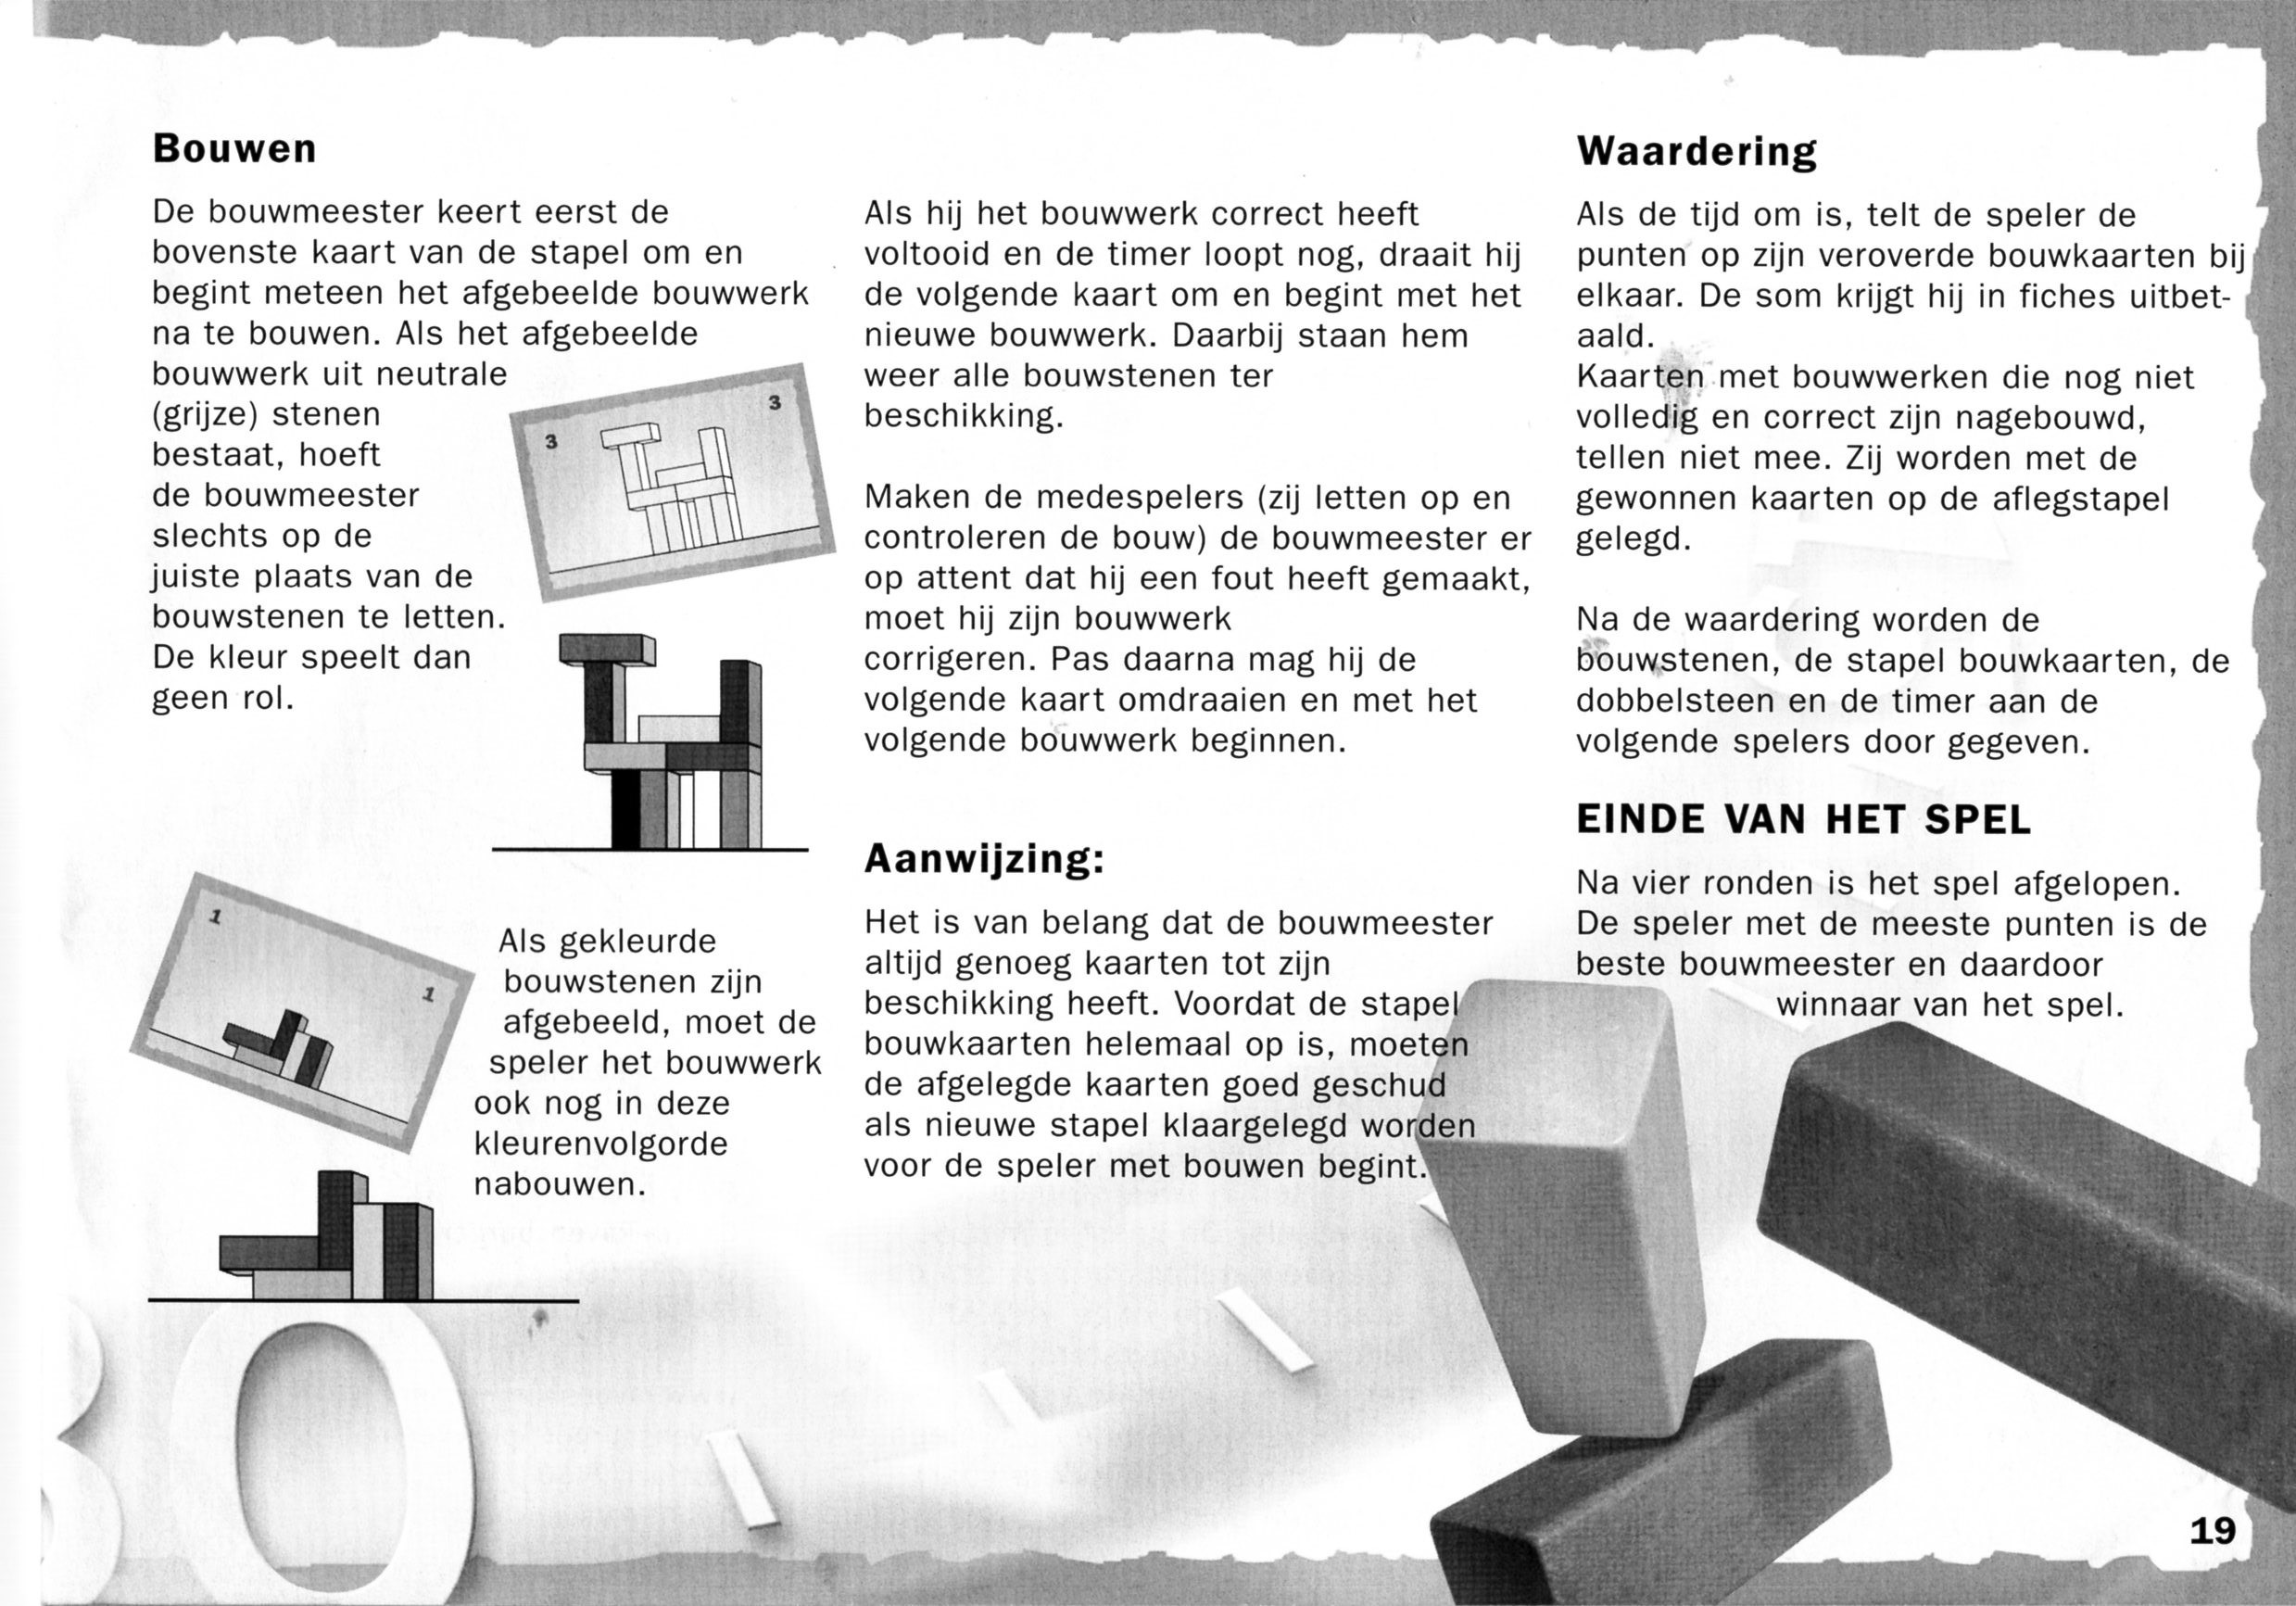 Bouwen
De bouwmeester keert eerst de
bovenste kaart van de stapel om en
begint meteen het afgebeelde bouwwerk
na te bouwen. Als het afgebeelde
bouwwerk uit neutrale
(grijze) stenen
bestaat, hoeft
de bouwmeester
slechts op de
juiste plaats van de
bouwstenen te letten.
De kleur speelt dan
geen rol.
3
3
1
1
Als gekleurde
bouwstenen zijn
afgebeeld, moet de
speler het bouwwerk
ook nog in deze
kleurenvolgorde
nabouwen.
Als hij het bouwwerk correct heeft
voltooid en de timer loopt nog, draait hij
de volgende kaart om en begint met het
nieuwe bouwwerk. Daarbij staan hem
weer alle bouwstenen ter
beschikking.
Maken de medespelers (zij letten op en
controleren de bouw) de bouwmeester er
op attent dat hij een fout heeft gemaakt,
moet hij zijn bouwwerk
corrigeren. Pas daarna mag hij de
volgende kaart omdraaien en met het
volgende bouwwerk beginnen.
Aanwijzing:
Het is van belang dat de bouwmeester
altijd genoeg kaarten tot zijn
beschikking heeft. Voordat de stapel
bouwkaarten helemaal op is, moeten
de afgelegde kaarten goed geschud
als nieuwe stapel klaargelegd worden
voor de speler met bouwen begint.
Waardering
Als de tijd om is, telt de speler de
punten op zijn veroverde bouwkaarten bij
elkaar. De som krijgt hij in fiches uitbet-
aald.
Kaarten met bouwwerken die nog niet
volledig en correct zijn nagebouwd,
tellen niet mee. Zij worden met de
gewonnen kaarten op de aflegstapel
gelegd.
Na de waardering worden de
bouwstenen, de stapel bouwkaarten, de
dobbelsteen en de timer aan de
volgende spelers door gegeven.
EINDE VAN HET SPEL
Na vier ronden is het spel afgelopen.
De speler met de meeste punten is de
beste bouwmeester en daardoor
winnaar van het spel.
19